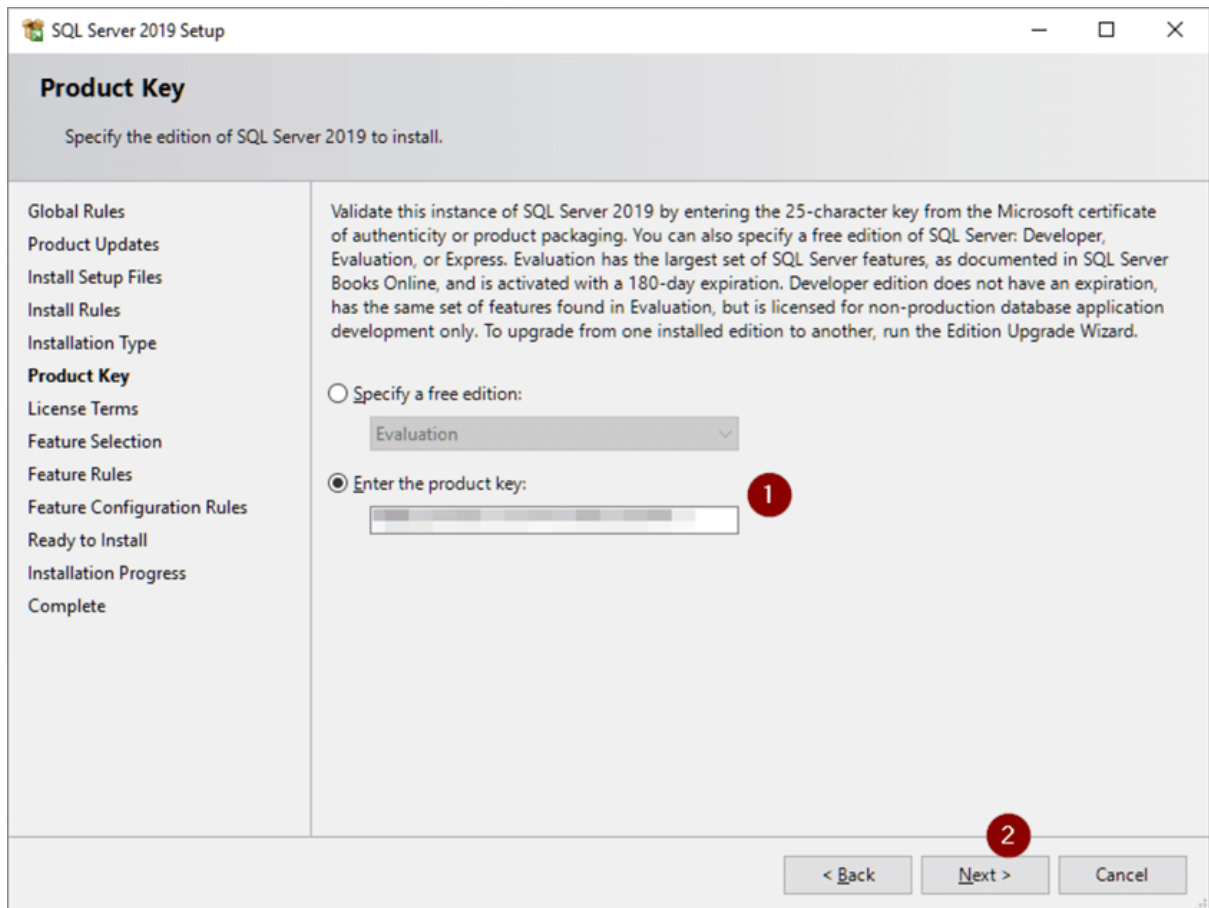 SQL Server 2019 Setup
Product Key
Specify the edition of SQL Server 2019 to install.
Global Rules
Product Updates
Install Setup Files
Install Rules
Installation Type
Product Key
License Terms
Feature Selection
Feature Rules
Feature Configuration Rules
Ready to Install
Installation Progress
Complete
Validate this instance of SQL Server 2019 by entering the 25-character key from the Microsoft certificate
of authenticity or product packaging. You can also specify a free edition of SQL Server: Developer,
Evaluation, or Express. Evaluation has the largest set of SQL Server features, as documented in SQL Server
Books Online, and is activated with a 180-day expiration. Developer edition does not have an expiration,
has the same set of features found in Evaluation, but is licensed for non-production database application
development only. To upgrade from one installed edition to another, run the Edition Upgrade Wizard.
Specify a free edition:
Evaluation
Enter the product key:
1
2
< Back
Next >
Cancel